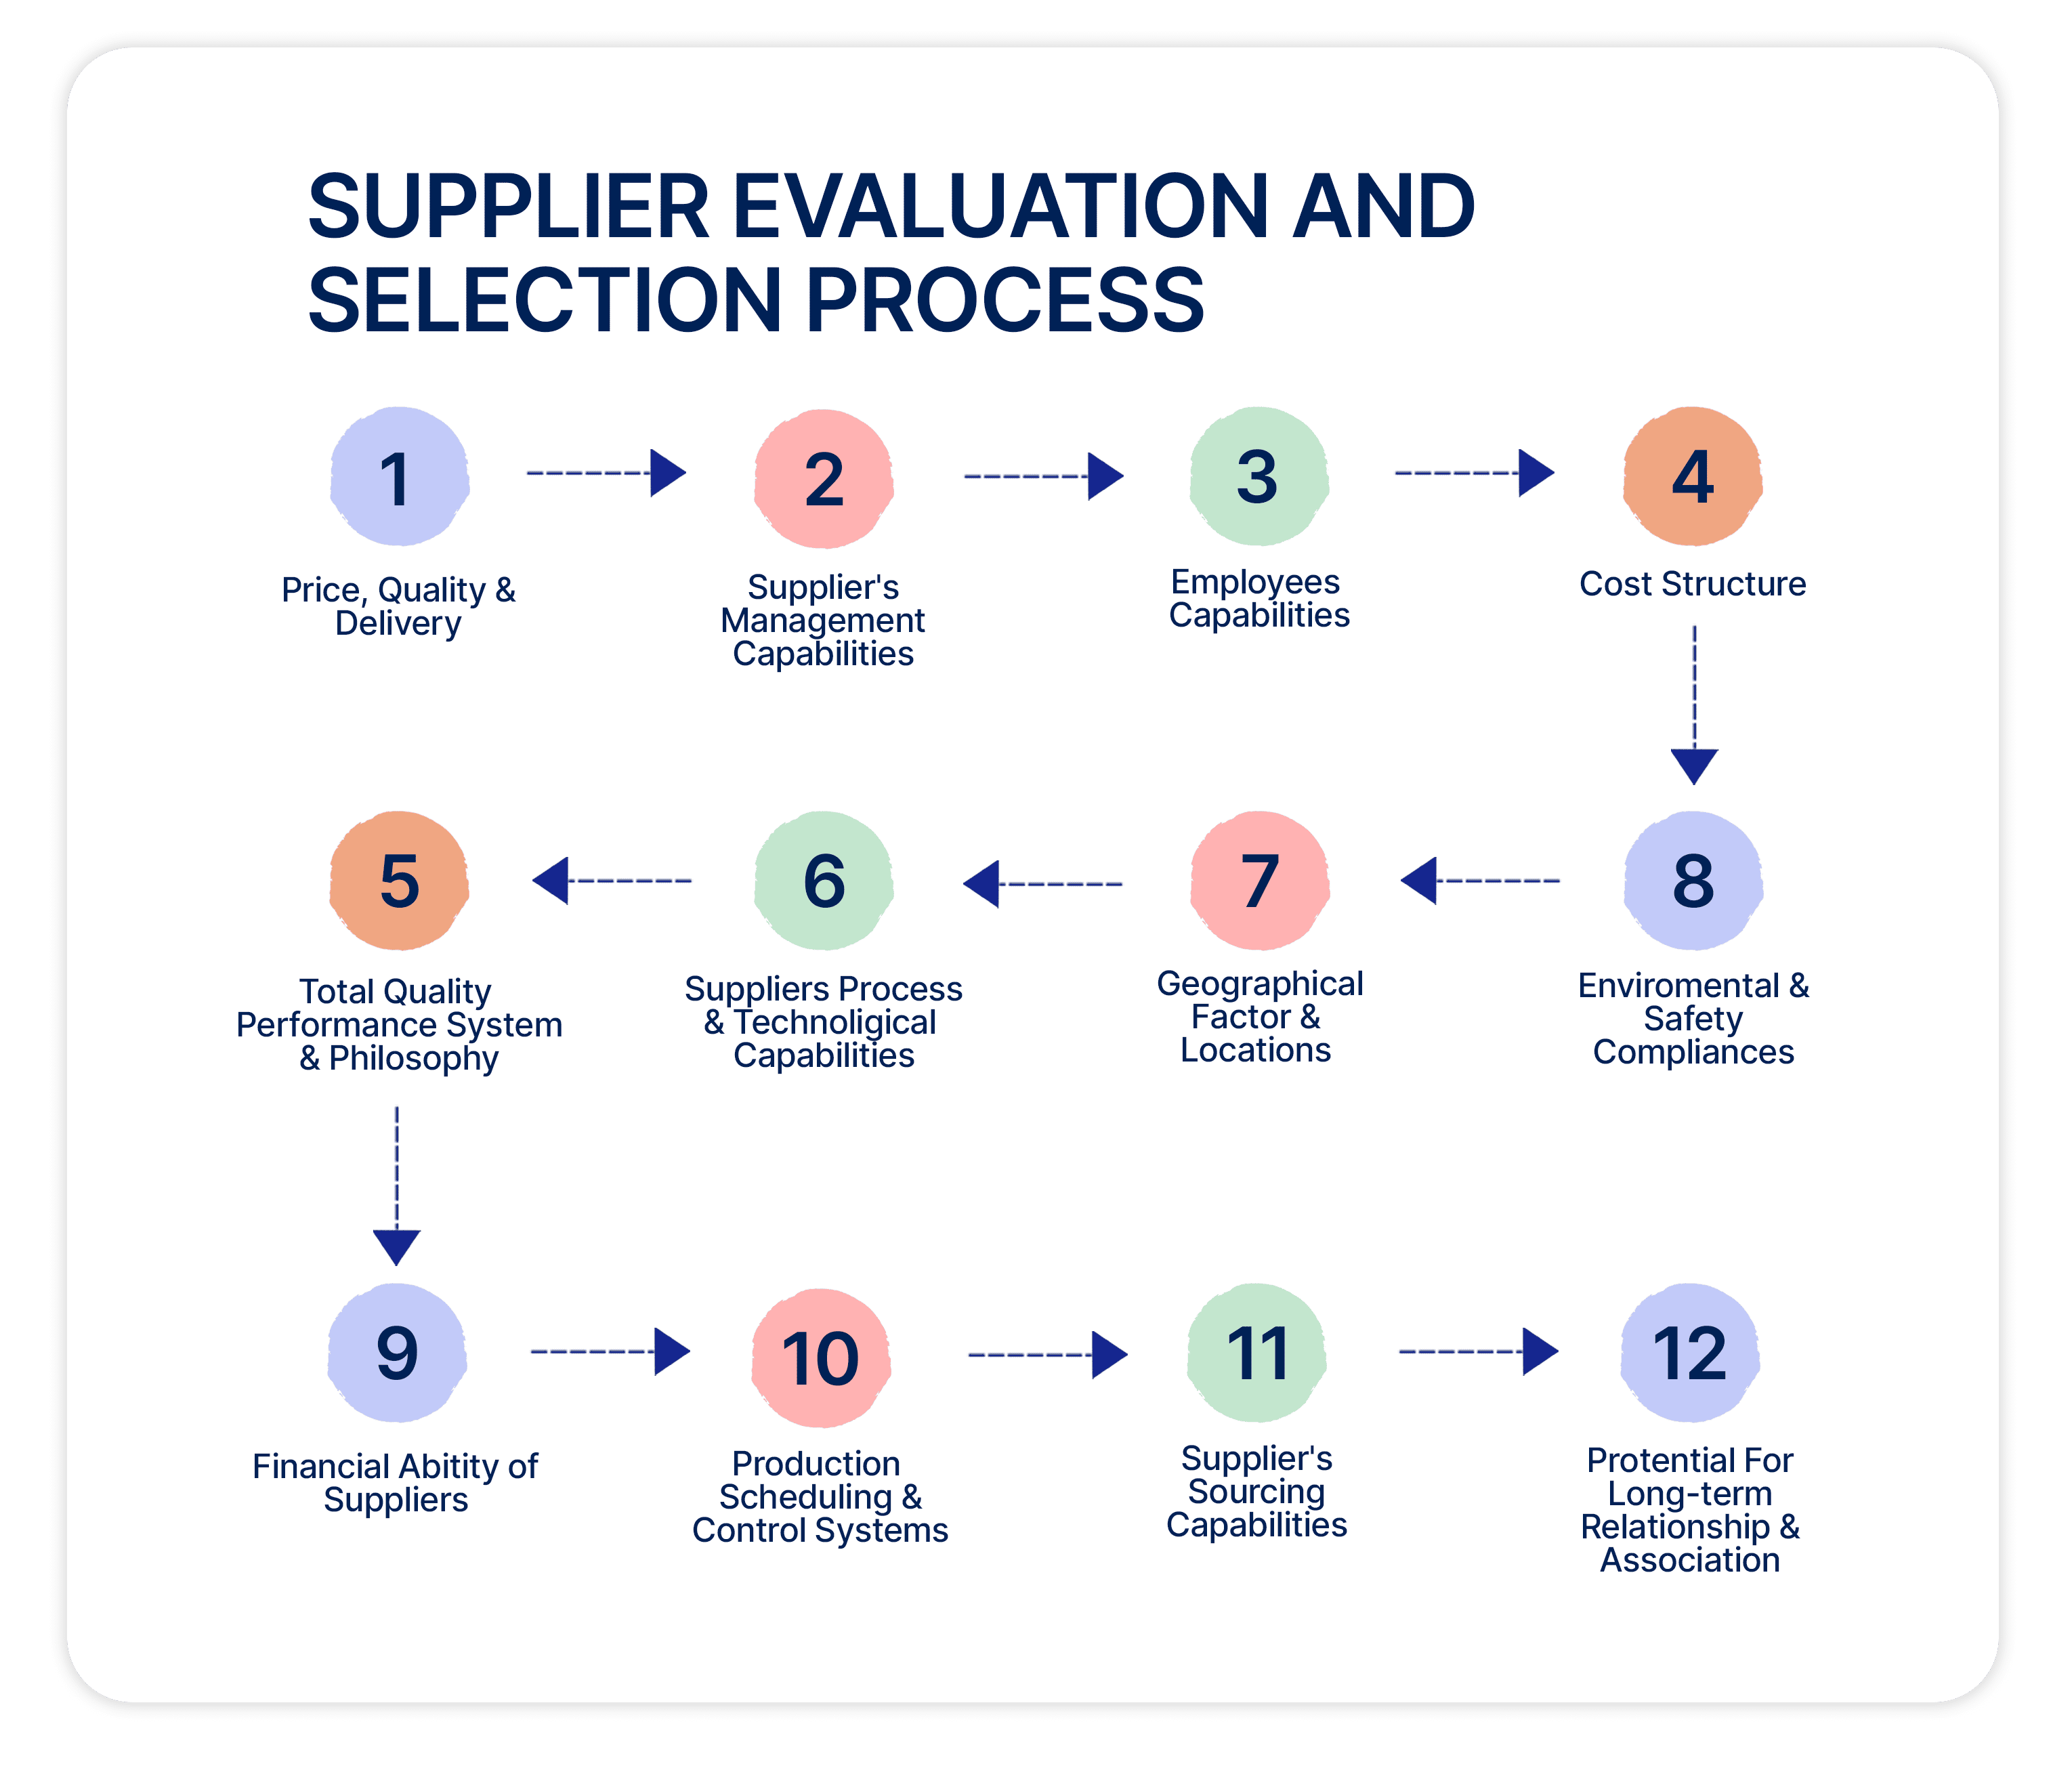 SUPPLIER EVALUATION AND
SELECTION PROCESS
1
Price, Quality &
Delivery
2
Supplier's
Management
Capabilities
3
Employees
Capabilities
4
Cost Structure
5
Total Quality
Performance System
& Philosophy
6
Suppliers Process
& Technoligical
Capabilities
7
Geographical
Factor &
Locations
8
Enviromental &
Safety
Compliances
9
Financial Abitity of
Suppliers
10
Production
Scheduling &
Control Systems
11
Supplier's
Sourcing
Capabilities
12
Protential For
Long-term
Relationship &
Association